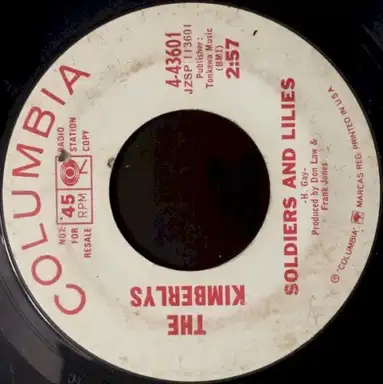 COLUMBIA
RADIO STATION COPY
NOT FOR RESALE
45 RPM
4-43601
JZSP 113601
Publisher:
Tonkawa Music
(BMI)
2:57
SOLDIERS AND LILIES
-H. Gay-
Produced by Don Law &
Frank Jones
THE
KIMBERLYS
® "COLUMBIA" MARCAS REG. PRINTED IN U.S.A.